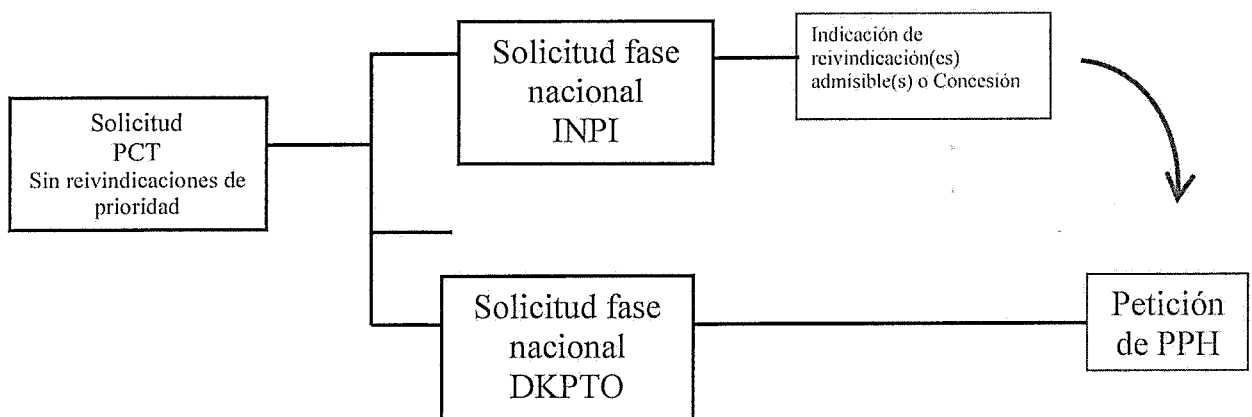 Solicitud
PCT
Sin reivindicaciones de
prioridad
Solicitud fase
nacional
INPI
Indicación de
reivindicación(es)
admisible(s) o Concesión
Solicitud fase
nacional
DKPTO
Petición
de PPH